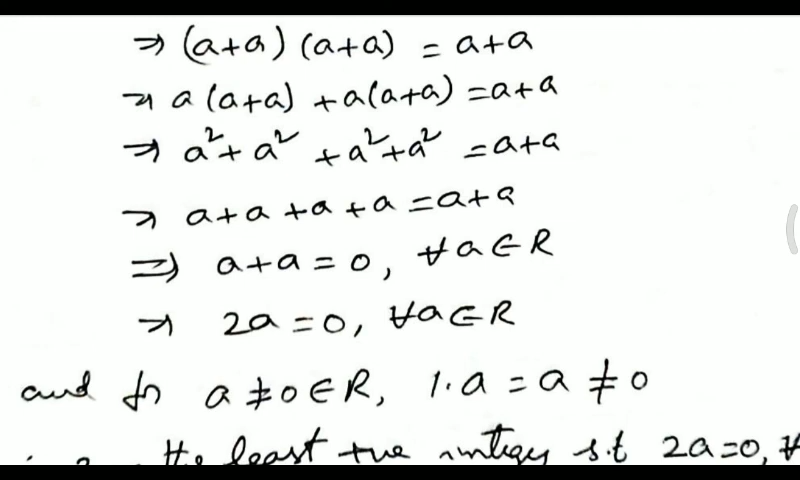 ⇒ (a+a) (a+a) = a+a
⇒ a (a+a) + a(a+a) = a+a
⇒ a² + a² + a² + a² = a+a
⇒ a+a+a+a = a+a
⇒ a+a = 0, ∀ a ∈ R
⇒ 2a = 0, ∀ a ∈ R
and for a ≠ 0 ∈ R, 1·a = a ≠ 0
the least +ve integer s.t 2a=0, ∀